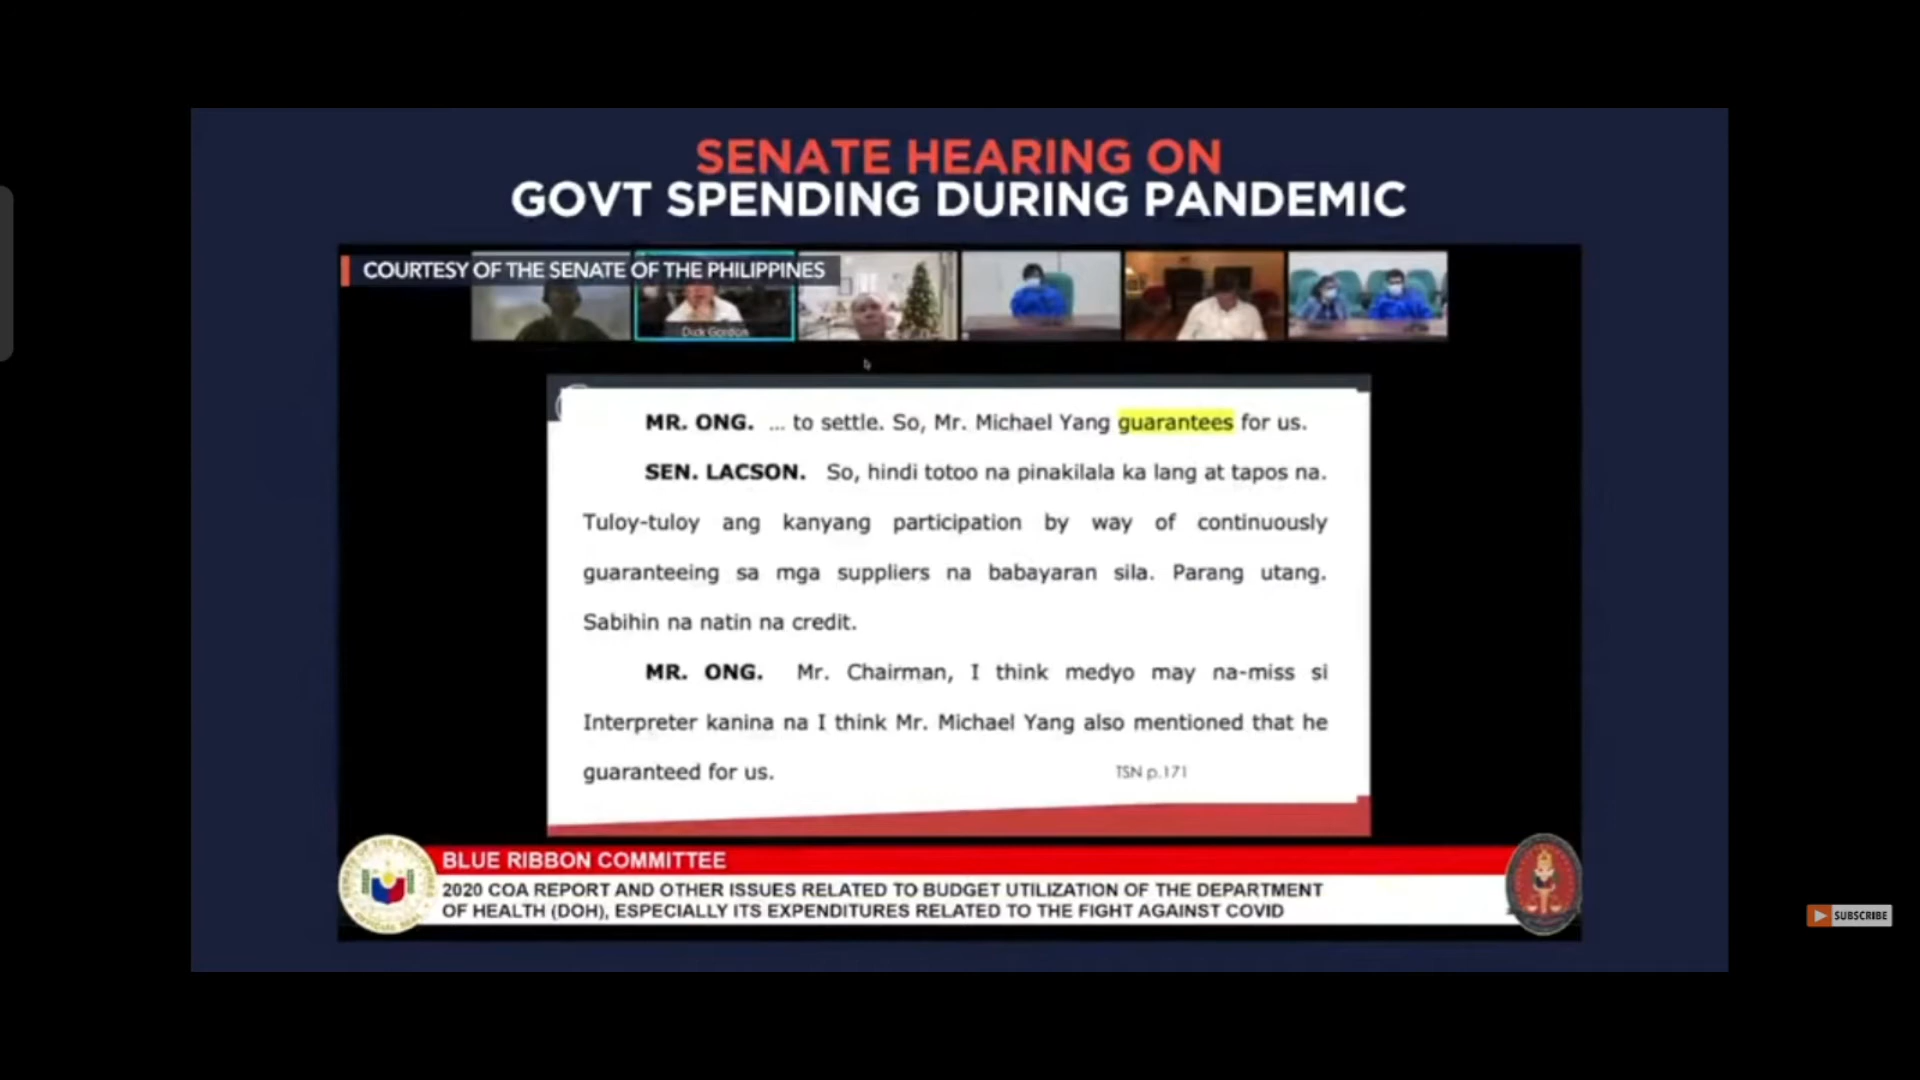 SENATE HEARING ON
GOVT SPENDING DURING PANDEMIC
COURTESY OF THE SENATE OF THE PHILIPPINES
Dick Gordon
MR. ONG. ... to settle. So, Mr. Michael Yang guarantees for us.
SEN. LACSON. So, hindi totoo na pinakilala ka lang at tapos na.
Tuloy-tuloy ang kanyang participation by way of continuously
guaranteeing sa mga suppliers na babayaran sila. Parang utang.
Sabihin na natin na credit.
MR. ONG. Mr. Chairman, I think medyo may na-miss si
Interpreter kanina na I think Mr. Michael Yang also mentioned that he
guaranteed for us.
TSN p.171
BLUE RIBBON COMMITTEE
2020 COA REPORT AND OTHER ISSUES RELATED TO BUDGET UTILIZATION OF THE DEPARTMENT
OF HEALTH (DOH), ESPECIALLY ITS EXPENDITURES RELATED TO THE FIGHT AGAINST COVID
SUBSCRIBE